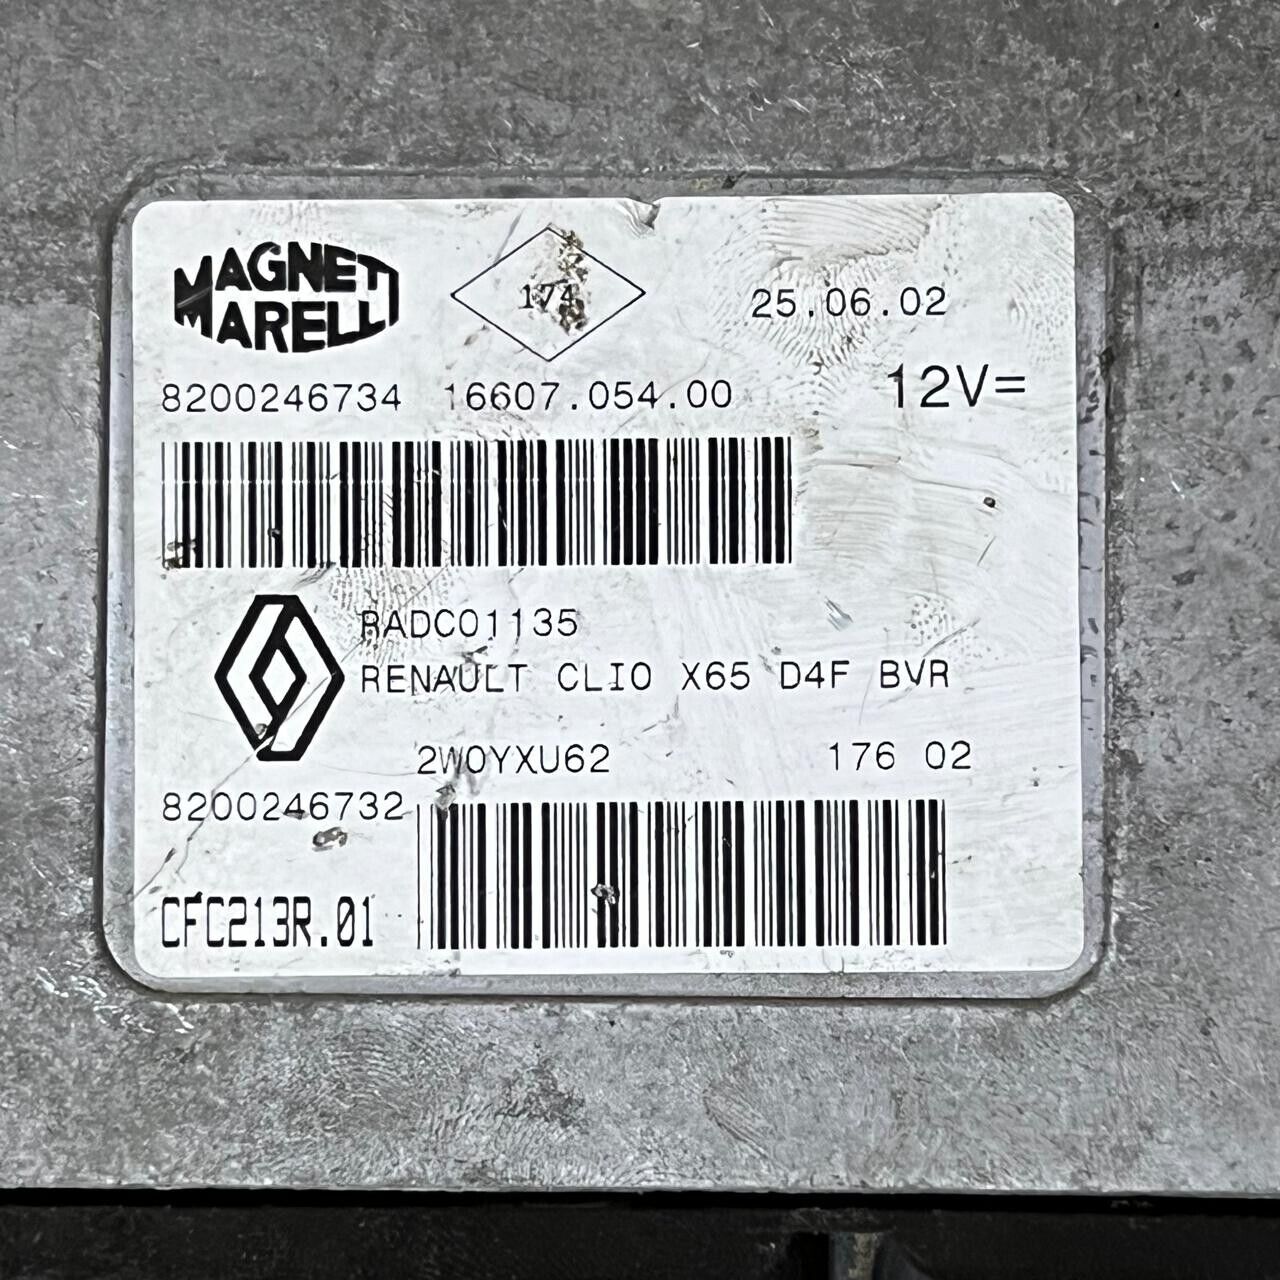 MAGNETI
MARELLI
174
25.06.02
8200246734 16607.054.00 12V=
RADC01135
RENAULT CLIO X65 D4F BVR
2W0YXU62 176 02
8200246732
CFC213R.01